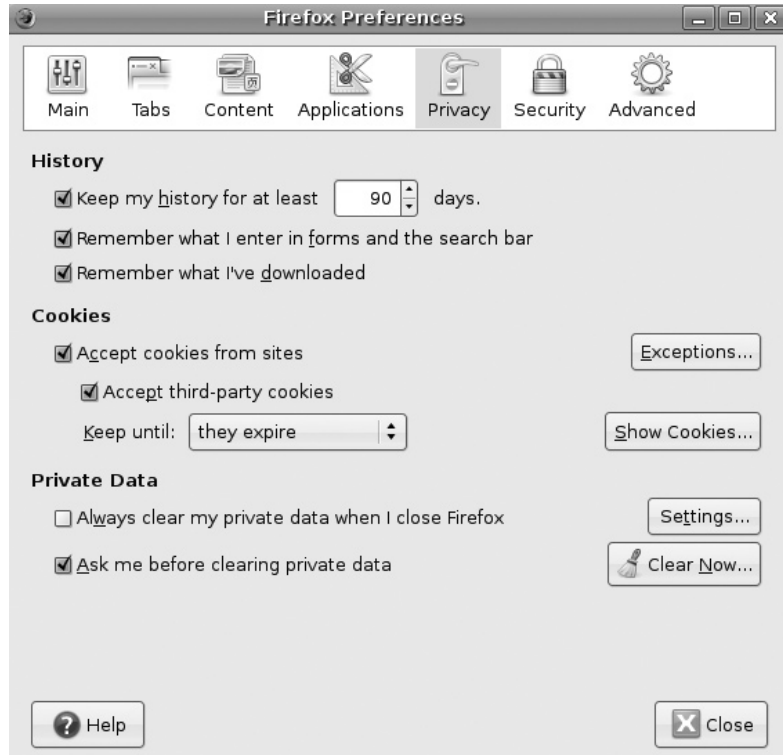 Firefox Preferences
Main Tabs Content Applications Privacy Security Advanced
History
Keep my history for at least 90 days.
Remember what I enter in forms and the search bar
Remember what I've downloaded
Cookies
Accept cookies from sites Exceptions...
Accept third-party cookies
Keep until: they expire Show Cookies...
Private Data
Always clear my private data when I close Firefox Settings...
Ask me before clearing private data Clear Now...
Help Close